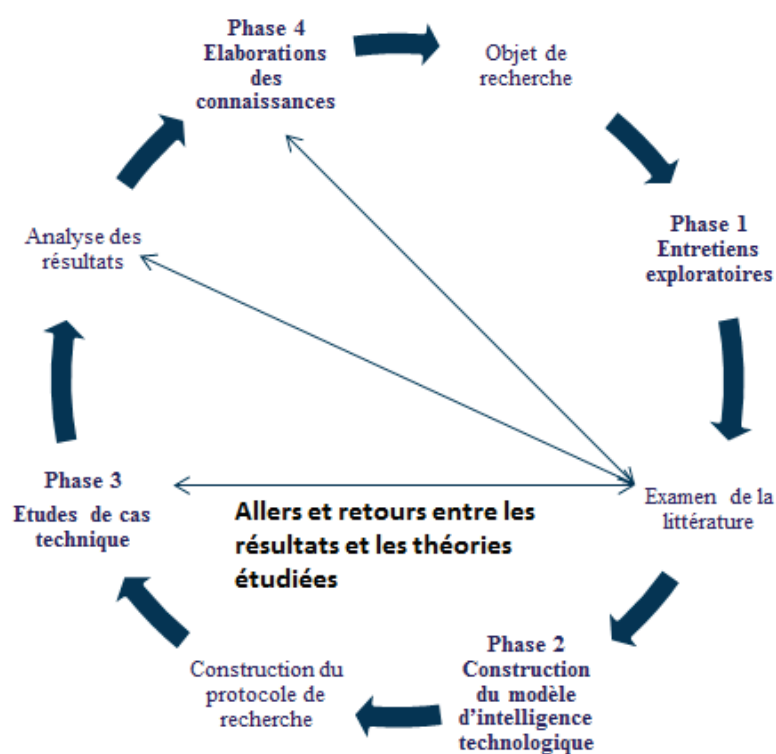 Phase 4
Elaborations
des
connaissances
Objet de
recherche
Phase 1
Entretiens
exploratoires
Examen de la
littérature
Phase 2
Construction
du modèle
d'intelligence
technologique
Construction du
protocole de
recherche
Phase 3
Etudes de cas
technique
Analyse des
résultats
Allers et retours entre les
résultats et les théories
étudiées